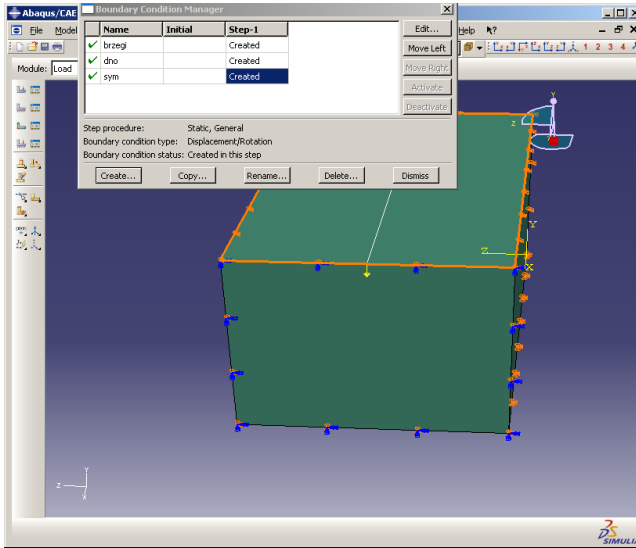 Abaqus/CAE
Boundary Condition Manager
File
Model
Help
Module: Load
Name Initial Step-1
brzegi Created
dno Created
sym Created
Edit...
Move Left
Move Right
Activate
Deactivate
Step procedure: Static, General
Boundary condition type: Displacement/Rotation
Boundary condition status: Created in this step
Create... Copy... Rename... Delete... Dismiss
1 2 3 4
Y
Z
Y
Z
X
Y
Z
X
SIMULIA